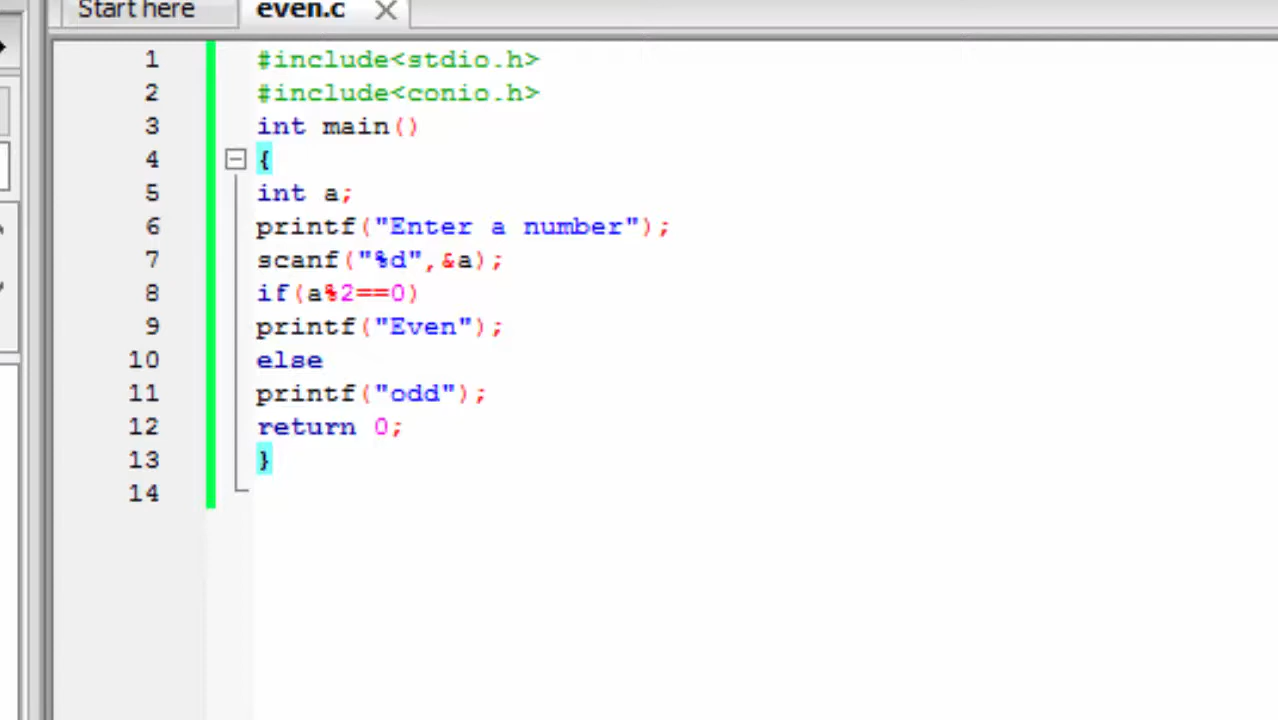 Start here even.c
1 #include<stdio.h>
2 #include<conio.h>
3 int main()
4 {
5 int a;
6 printf("Enter a number");
7 scanf("%d",&a);
8 if(a%2==0)
9 printf("Even");
10 else
11 printf("odd");
12 return 0;
13 }
14